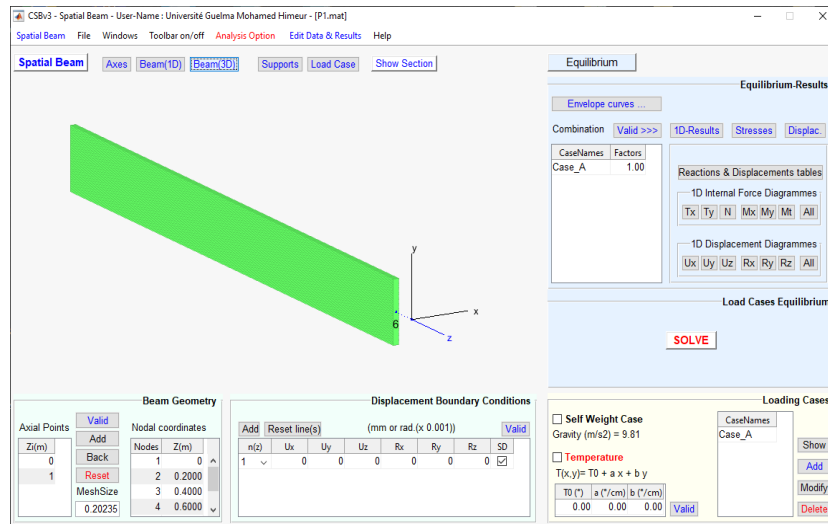 CSBv3 - Spatial Beam - User-Name : Université Guelma Mohamed Himeur - [P1.mat]
Spatial Beam File Windows Toolbar on/off Analysis Option Edit Data & Results Help
Spatial Beam Axes Beam(1D) Beam(3D) Supports Load Case Show Section Equilibrium
Equilibrium-Results
Envelope curves ...
Combination Valid >>> 1D-Results Stresses Displac.
CaseNames Factors
Case_A 1.00
Reactions & Displacements tables
1D Internal Force Diagrammes
Tx Ty N Mx My Mt All
1D Displacement Diagrammes
Ux Uy Uz Rx Ry Rz All
y
x
z
6
Load Cases Equilibrium
SOLVE
Beam Geometry
Axial Points Valid Nodal coordinates
Zi(m) Add Nodes Z(m)
0 Back 1 0
1 Reset 2 0.2000
MeshSize 3 0.4000
0.20235 4 0.6000
Displacement Boundary Conditions
Add Reset line(s) (mm or rad.(x 0.001)) Valid
n(z) Ux Uy Uz Rx Ry Rz SD
1 0 0 0 0 0 0
Loading Cases
Self Weight Case
Gravity (m/s2) = 9.81
Temperature
T(x,y)= T0 + a x + b y
T0 (°) a (°/cm) b (°/cm)
0.00 0.00 0.00 Valid
CaseNames
Case_A
Show
Add
Modify
Delete